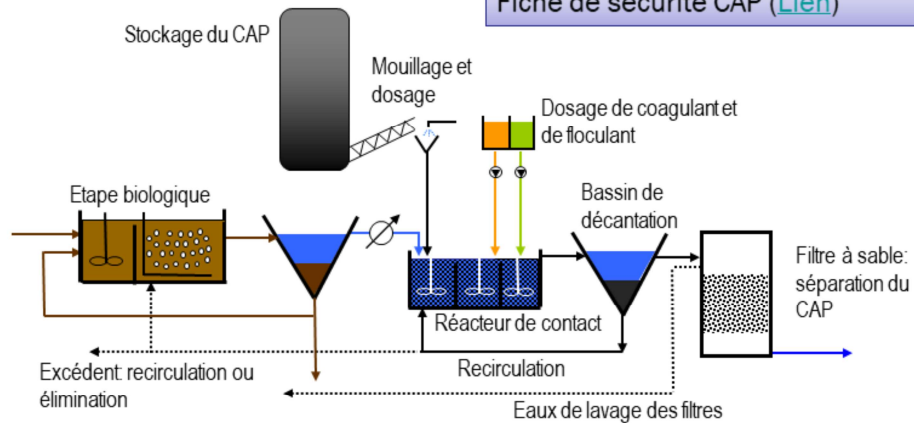 Fiche de sécurité CAP (Lien)
Stockage du CAP
Mouillage et
dosage
Dosage de coagulant et
de floculant
Etape biologique
Bassin de
décantation
Filtre à sable:
séparation du
CAP
Réacteur de contact
Recirculation
Excédent: recirculation ou
élimination
Eaux de lavage des filtres